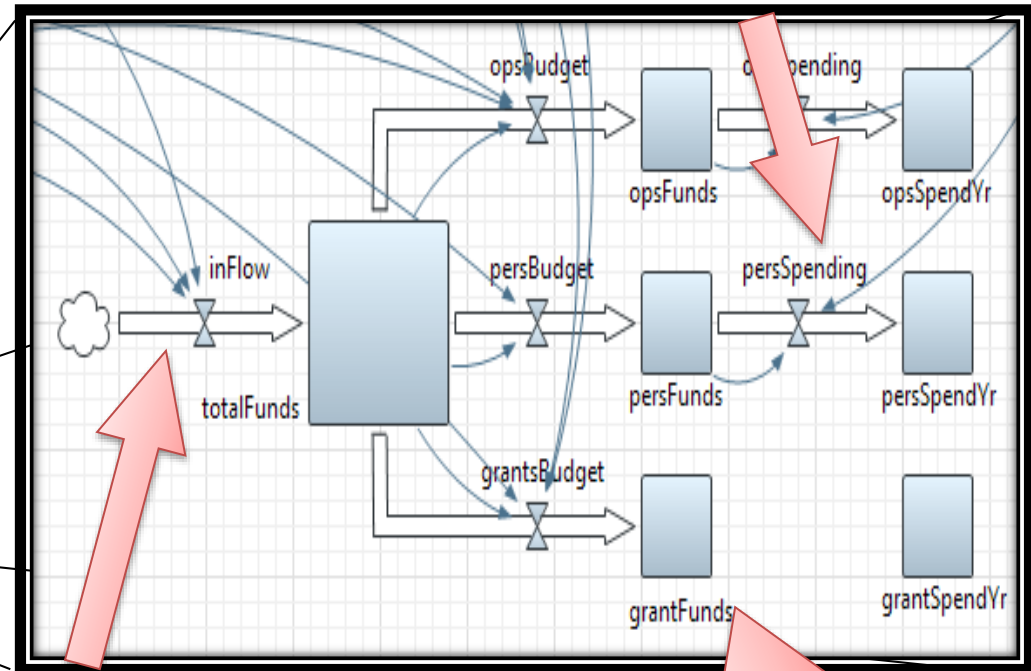 opsBudget
opsFunds
opsSpendYr
inFlow
persBudget
persSpending
totalFunds
persFunds
persSpendYr
grantsBudget
grantFunds
grantSpendYr